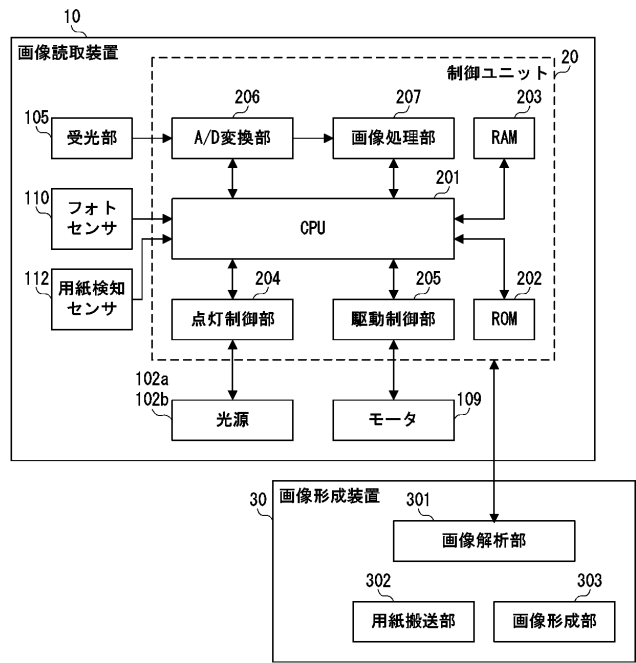 10
画像読取装置
20
制御ユニット
105
受光部
206
A/D変換部
207
画像処理部
203
RAM
110
フォト
センサ
201
CPU
112
用紙検知
センサ
204
点灯制御部
205
駆動制御部
202
ROM
102a
102b
光源
モータ
109
30
画像形成装置
301
画像解析部
302
用紙搬送部
303
画像形成部